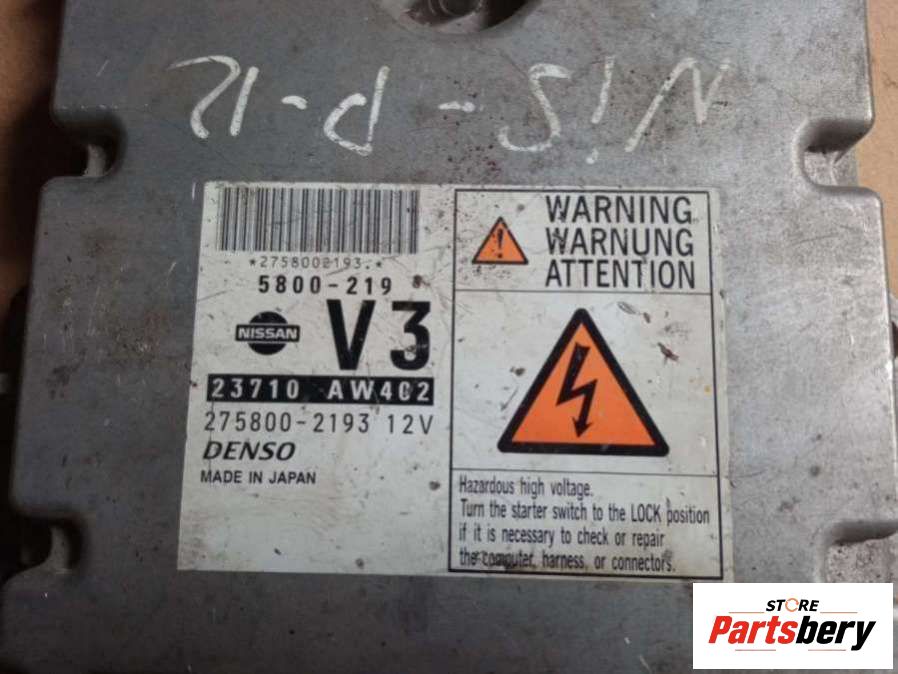 NiS-P-12
*2758002193.*
5800-219
NISSAN
V3
23710 AW402
275800-2193 12V
DENSO
MADE IN JAPAN
WARNING
WARNUNG
ATTENTION
Hazardous high voltage.
Turn the starter switch to the LOCK position
if it is necessary to check or repair
the computer, harness, or connectors.
STORE
Partsbery